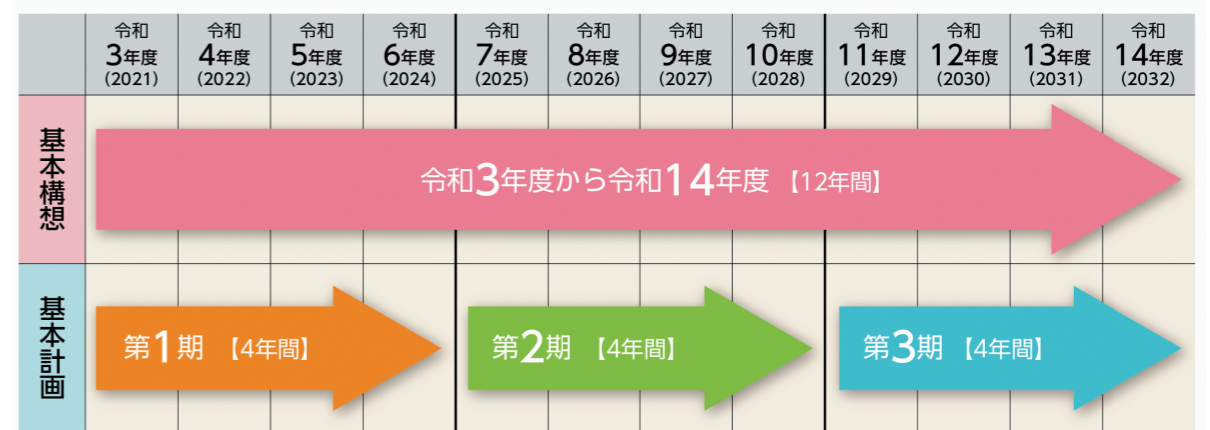 令和 令和 令和 令和 令和 令和 令和 令和 令和 令和 令和 令和
3年度 4年度 5年度 6年度 7年度 8年度 9年度 10年度 11年度 12年度 13年度 14年度
(2021) (2022) (2023) (2024) (2025) (2026) (2027) (2028) (2029) (2030) (2031) (2032)
基本構想
令和3年度から令和14年度 【12年間】
基本計画
第1期 【4年間】 第2期 【4年間】 第3期 【4年間】